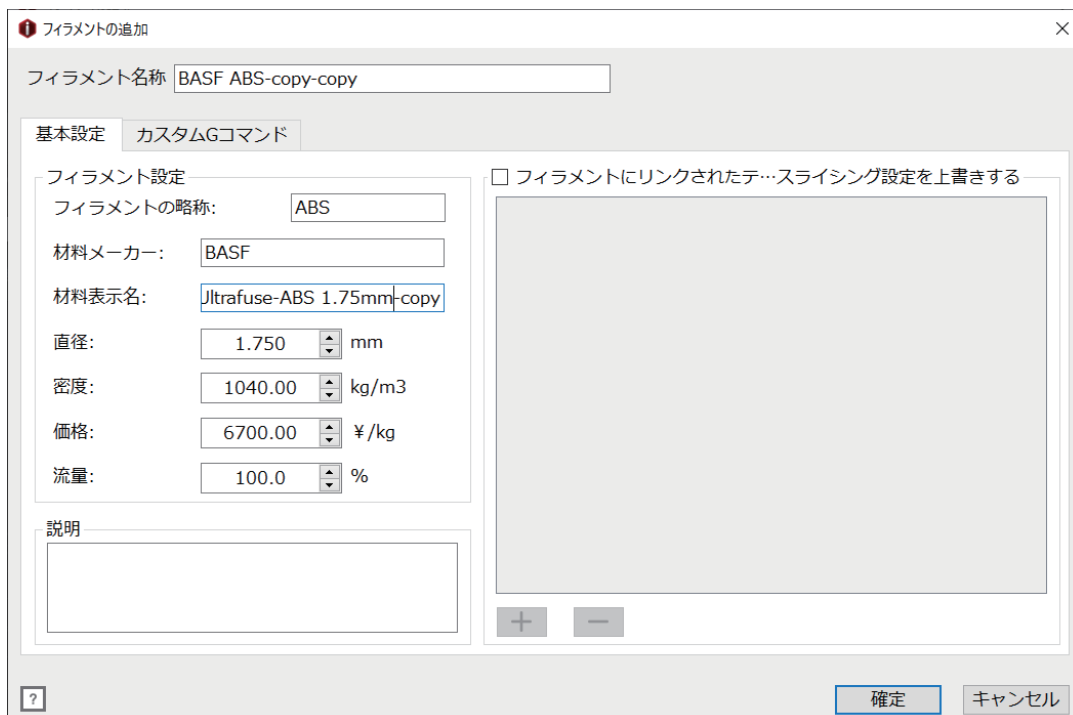 フィラメントの追加
フィラメント名称 BASF ABS-copy-copy
基本設定 カスタムGコマンド
フィラメント設定
フィラメントの略称: ABS
材料メーカー: BASF
材料表示名: Ultrafuse-ABS 1.75mm-copy
直径: 1.750 mm
密度: 1040.00 kg/m3
価格: 6700.00 ¥/kg
流量: 100.0 %
説明
フィラメントにリンクされたテ…スライシング設定を上書きする
?
確定 キャンセル